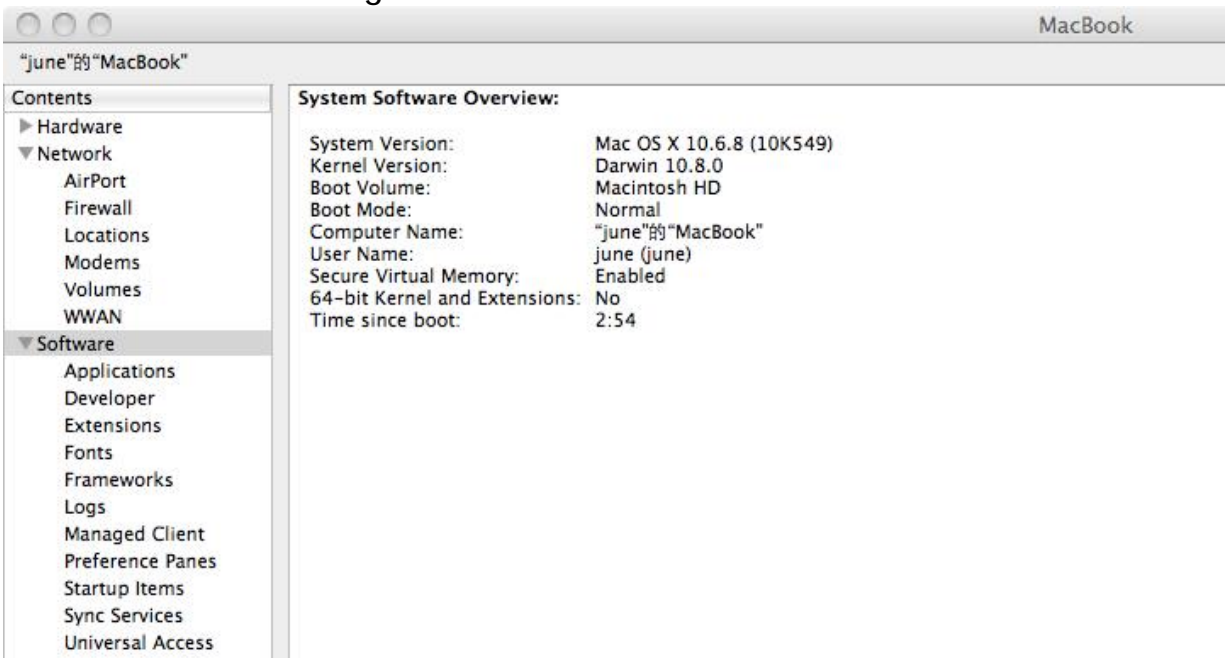 MacBook
“june”的“MacBook”
Contents
Hardware
Network
AirPort
Firewall
Locations
Modems
Volumes
WWAN
Software
Applications
Developer
Extensions
Fonts
Frameworks
Logs
Managed Client
Preference Panes
Startup Items
Sync Services
Universal Access
System Software Overview:
System Version: Mac OS X 10.6.8 (10K549)
Kernel Version: Darwin 10.8.0
Boot Volume: Macintosh HD
Boot Mode: Normal
Computer Name: “june”的“MacBook”
User Name: june (june)
Secure Virtual Memory: Enabled
64-bit Kernel and Extensions: No
Time since boot: 2:54